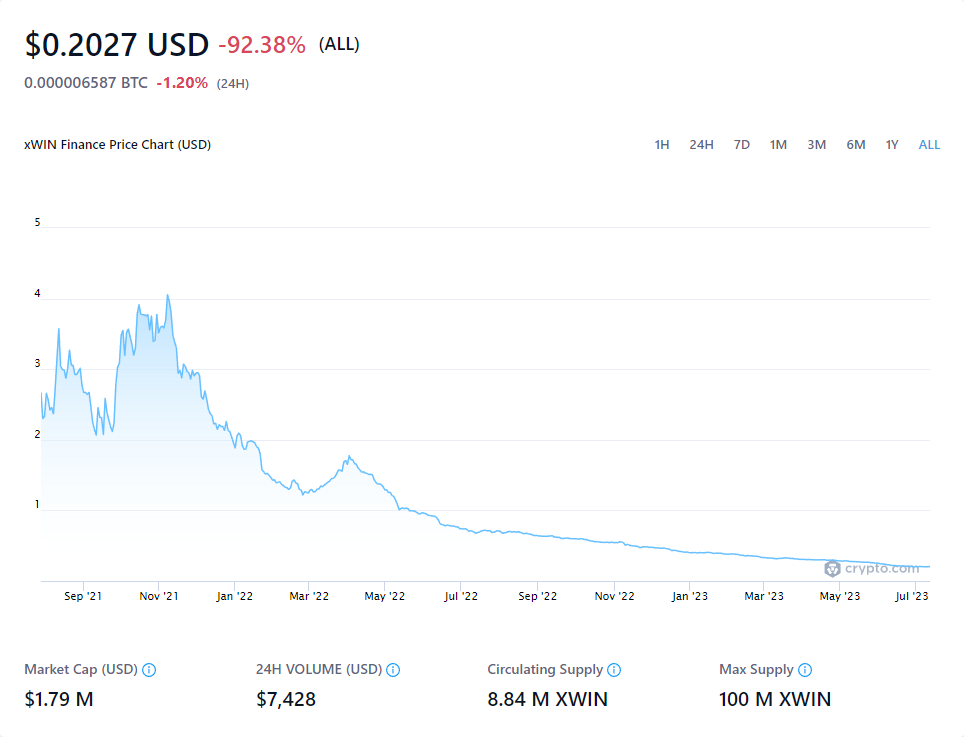 $0.2027 USD -92.38% (ALL)
0.000006587 BTC -1.20% (24H)
xWIN Finance Price Chart (USD) 1H 24H 7D 1M 3M 6M 1Y ALL
5
4
3
2
1
crypto.com
Sep '21 Nov '21 Jan '22 Mar '22 May '22 Jul '22 Sep '22 Nov '22 Jan '23 Mar '23 May '23 Jul '23
Market Cap (USD) 24H VOLUME (USD) Circulating Supply Max Supply
$1.79 M $7,428 8.84 M XWIN 100 M XWIN